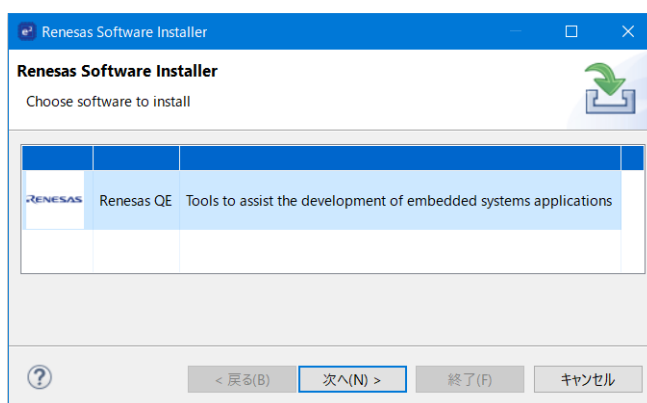 e² Renesas Software Installer
Renesas Software Installer
Choose software to install
RENESAS Renesas QE Tools to assist the development of embedded systems applications
?
< 戻る(B) 次へ(N) > 終了(F) キャンセル